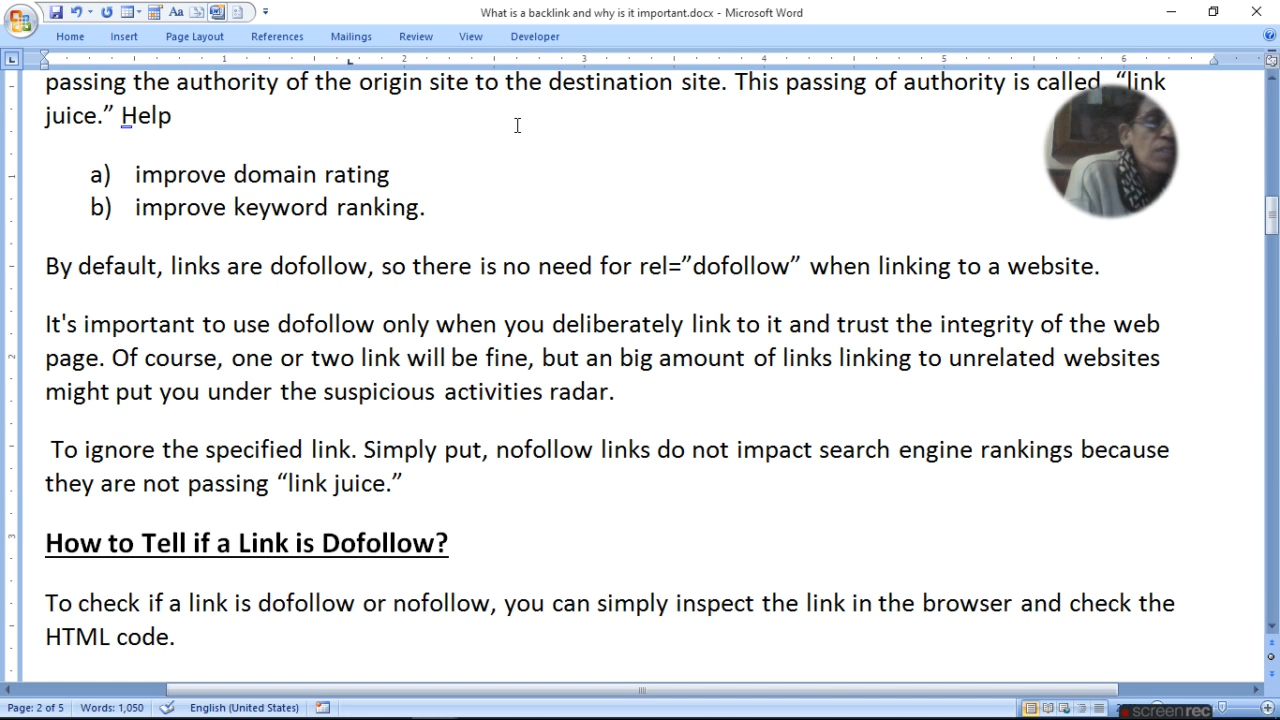 What is a backlink and why is it important.docx - Microsoft Word
Home Insert Page Layout References Mailings Review View Developer
1 2 3 4 5 6
passing the authority of the origin site to the destination site. This passing of authority is called “link
juice.” Help
a) improve domain rating
b) improve keyword ranking.
By default, links are dofollow, so there is no need for rel=”dofollow” when linking to a website.
It's important to use dofollow only when you deliberately link to it and trust the integrity of the web
page. Of course, one or two link will be fine, but an big amount of links linking to unrelated websites
might put you under the suspicious activities radar.
To ignore the specified link. Simply put, nofollow links do not impact search engine rankings because
they are not passing “link juice.”
How to Tell if a Link is Dofollow?
To check if a link is dofollow or nofollow, you can simply inspect the link in the browser and check the
HTML code.
Page: 2 of 5 Words: 1,050 English (United States)
screenrec